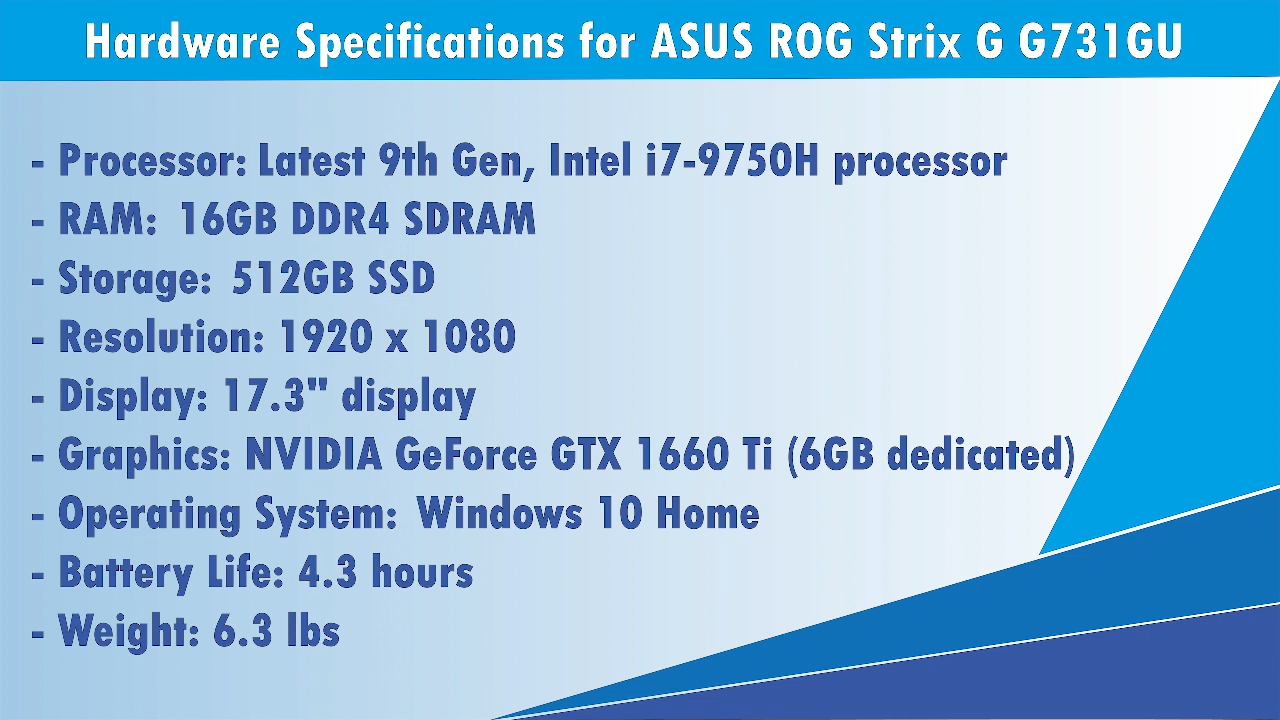 Hardware Specifications for ASUS ROG Strix G G731GU
- Processor: Latest 9th Gen, Intel i7-9750H processor
- RAM: 16GB DDR4 SDRAM
- Storage: 512GB SSD
- Resolution: 1920 x 1080
- Display: 17.3" display
- Graphics: NVIDIA GeForce GTX 1660 Ti (6GB dedicated)
- Operating System: Windows 10 Home
- Battery Life: 4.3 hours
- Weight: 6.3 lbs